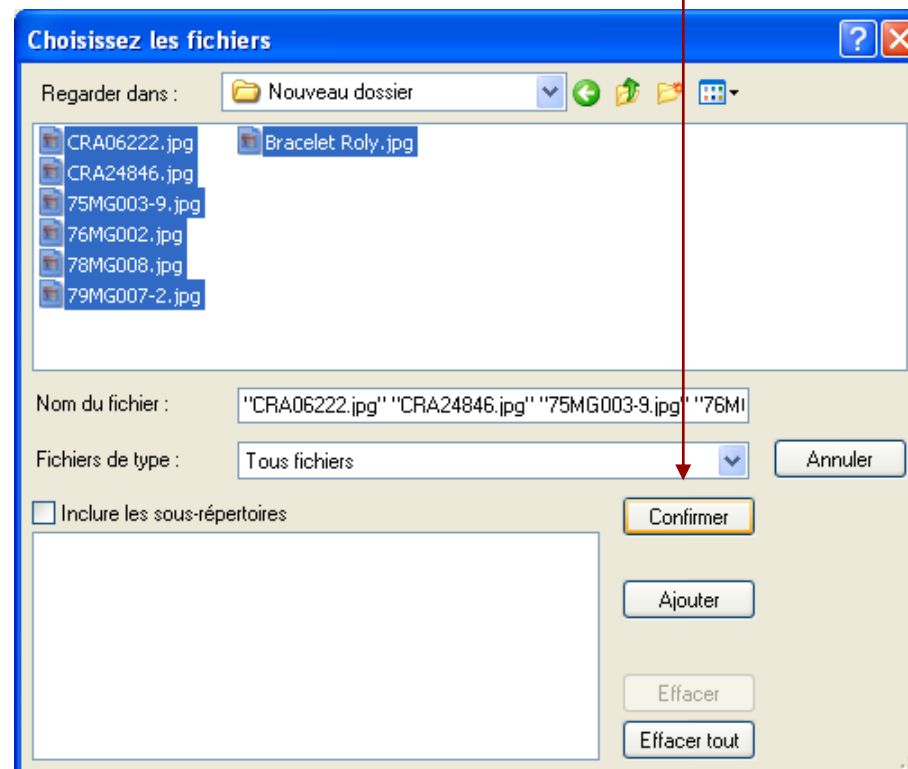 Choisissez les fichiers
Regarder dans : Nouveau dossier
CRA06222.jpg Bracelet Roly.jpg
CRA24846.jpg
75MG003-9.jpg
76MG002.jpg
78MG008.jpg
79MG007-2.jpg
Nom du fichier : "CRA06222.jpg" "CRA24846.jpg" "75MG003-9.jpg" "76M
Fichiers de type : Tous fichiers Annuler
Inclure les sous-répertoires Confirmer
Ajouter
Effacer
Effacer tout